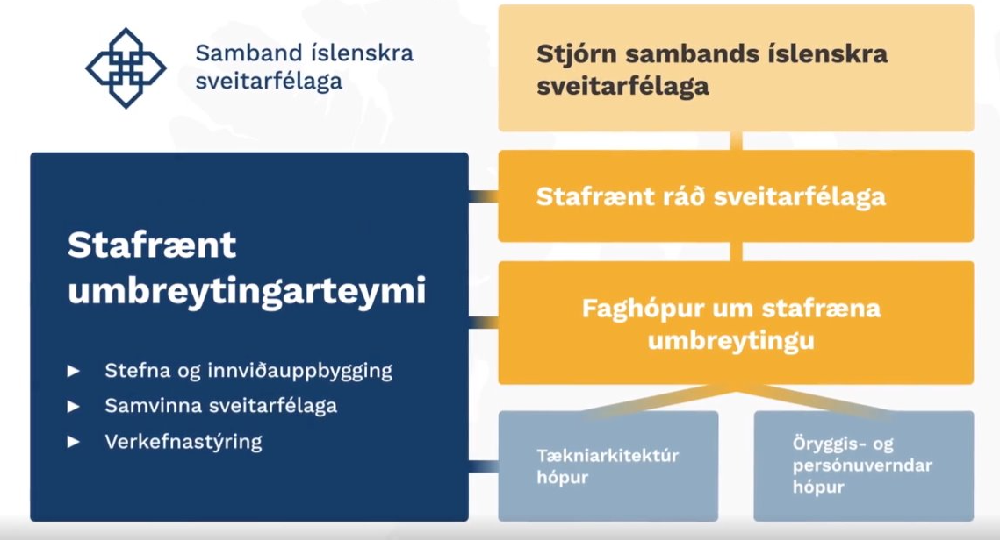 Samband íslenskra
sveitarfélaga
Stjórn sambands íslenskra
sveitarfélaga
Stafrænt
umbreytingarteymi
► Stefna og innviðauppbygging
► Samvinna sveitarfélaga
► Verkefnastýring
Stafrænt ráð sveitarfélaga
Faghópur um stafræna
umbreytingu
Tækniarkitektúr
hópur
Öryggis- og
persónuverndar
hópur